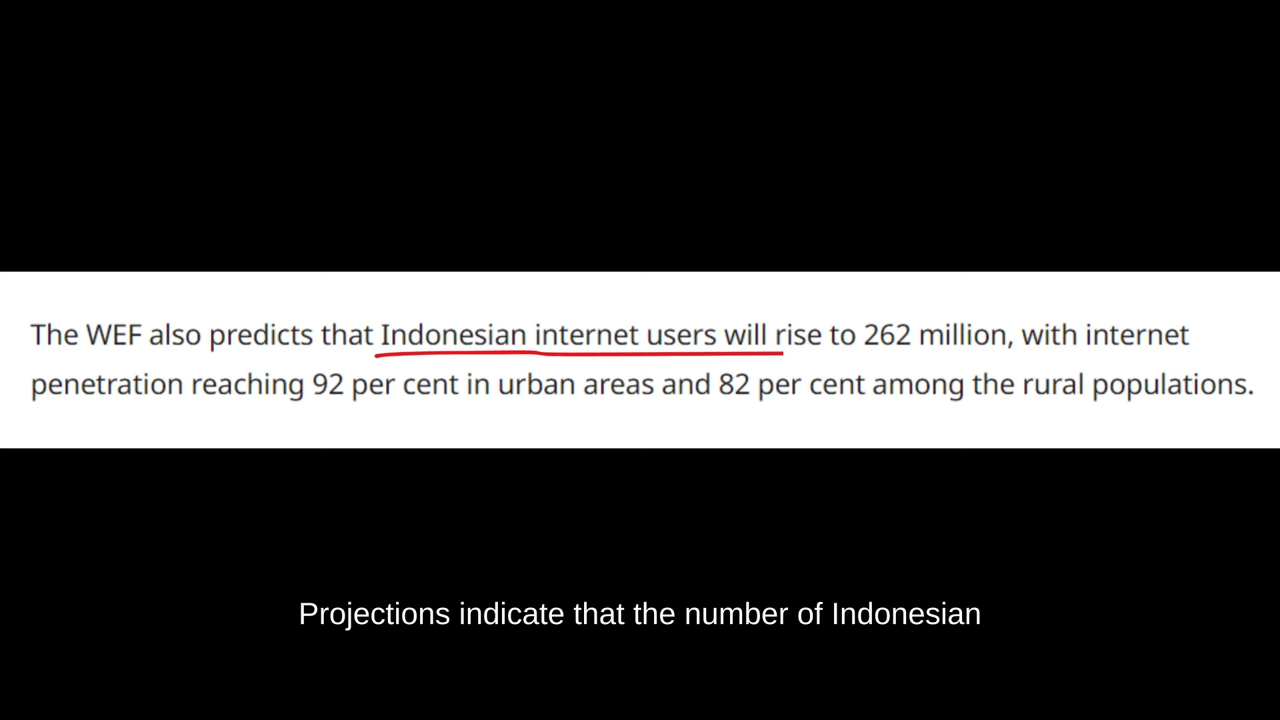 The WEF also predicts that Indonesian internet users will rise to 262 million, with internet
penetration reaching 92 per cent in urban areas and 82 per cent among the rural populations.
Projections indicate that the number of Indonesian